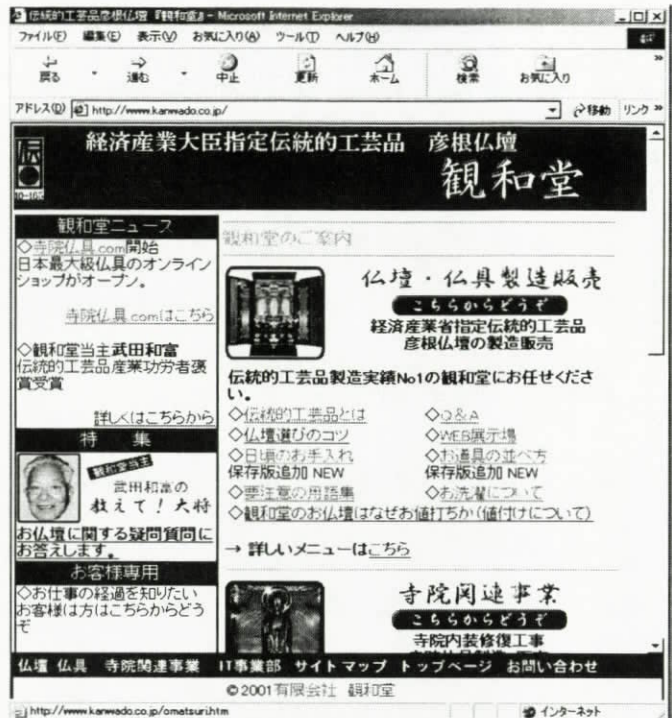 伝統的工芸品彦根仏壇『観和堂』- Microsoft Internet Explorer
ファイル(F) 編集(E) 表示(V) お気に入り(A) ツール(T) ヘルプ(H)
戻る 進む 中止 更新 ホーム 検索 お気に入り
アドレス(D) http://www.kanwado.co.jp/ 移動 リンク
経済産業大臣指定伝統的工芸品 彦根仏壇
伝
観和堂
観和堂ニュース
◇寺院仏具.com開始
日本最大級仏具のオンライン
ショップがオープン。
寺院仏具.comはこちら
◇観和堂当主武田和富
伝統的工芸品産業功労者褒
賞受賞
詳しくはこちらから
特 集
観和堂当主
武田和富の
教えて!大将
お仏壇に関する疑問質問に
お答えします。
お客様専用
◇お仕事の経過を知りたい
お客様は方はこちらからどう
ぞ
観和堂のご案内
仏壇・仏具製造販売
こちらからどうぞ
経済産業省指定伝統的工芸品
彦根仏壇の製造販売
伝統的工芸品製造実績No1の観和堂にお任せくださ
い。
◇伝統的工芸品とは ◇Q&A
◇仏壇選びのコツ ◇WEB展示場
◇日頃のお手入れ ◇お道具の並べ方
保存版追加 NEW 保存版追加 NEW
◇要注意の用語集 ◇お洗濯について
◇観和堂のお仏壇はなぜお値打ちか(値付けについて)
→ 詳しいメニューはこちら
寺院関連事業
こちらからどうぞ
寺院内装修復工事
仏壇 仏具 寺院関連事業 IT事業部 サイトマップ トップページ お問い合わせ
©2001有限会社 観和堂
http://www.kanwado.co.jp/omatsuri.htm インターネット